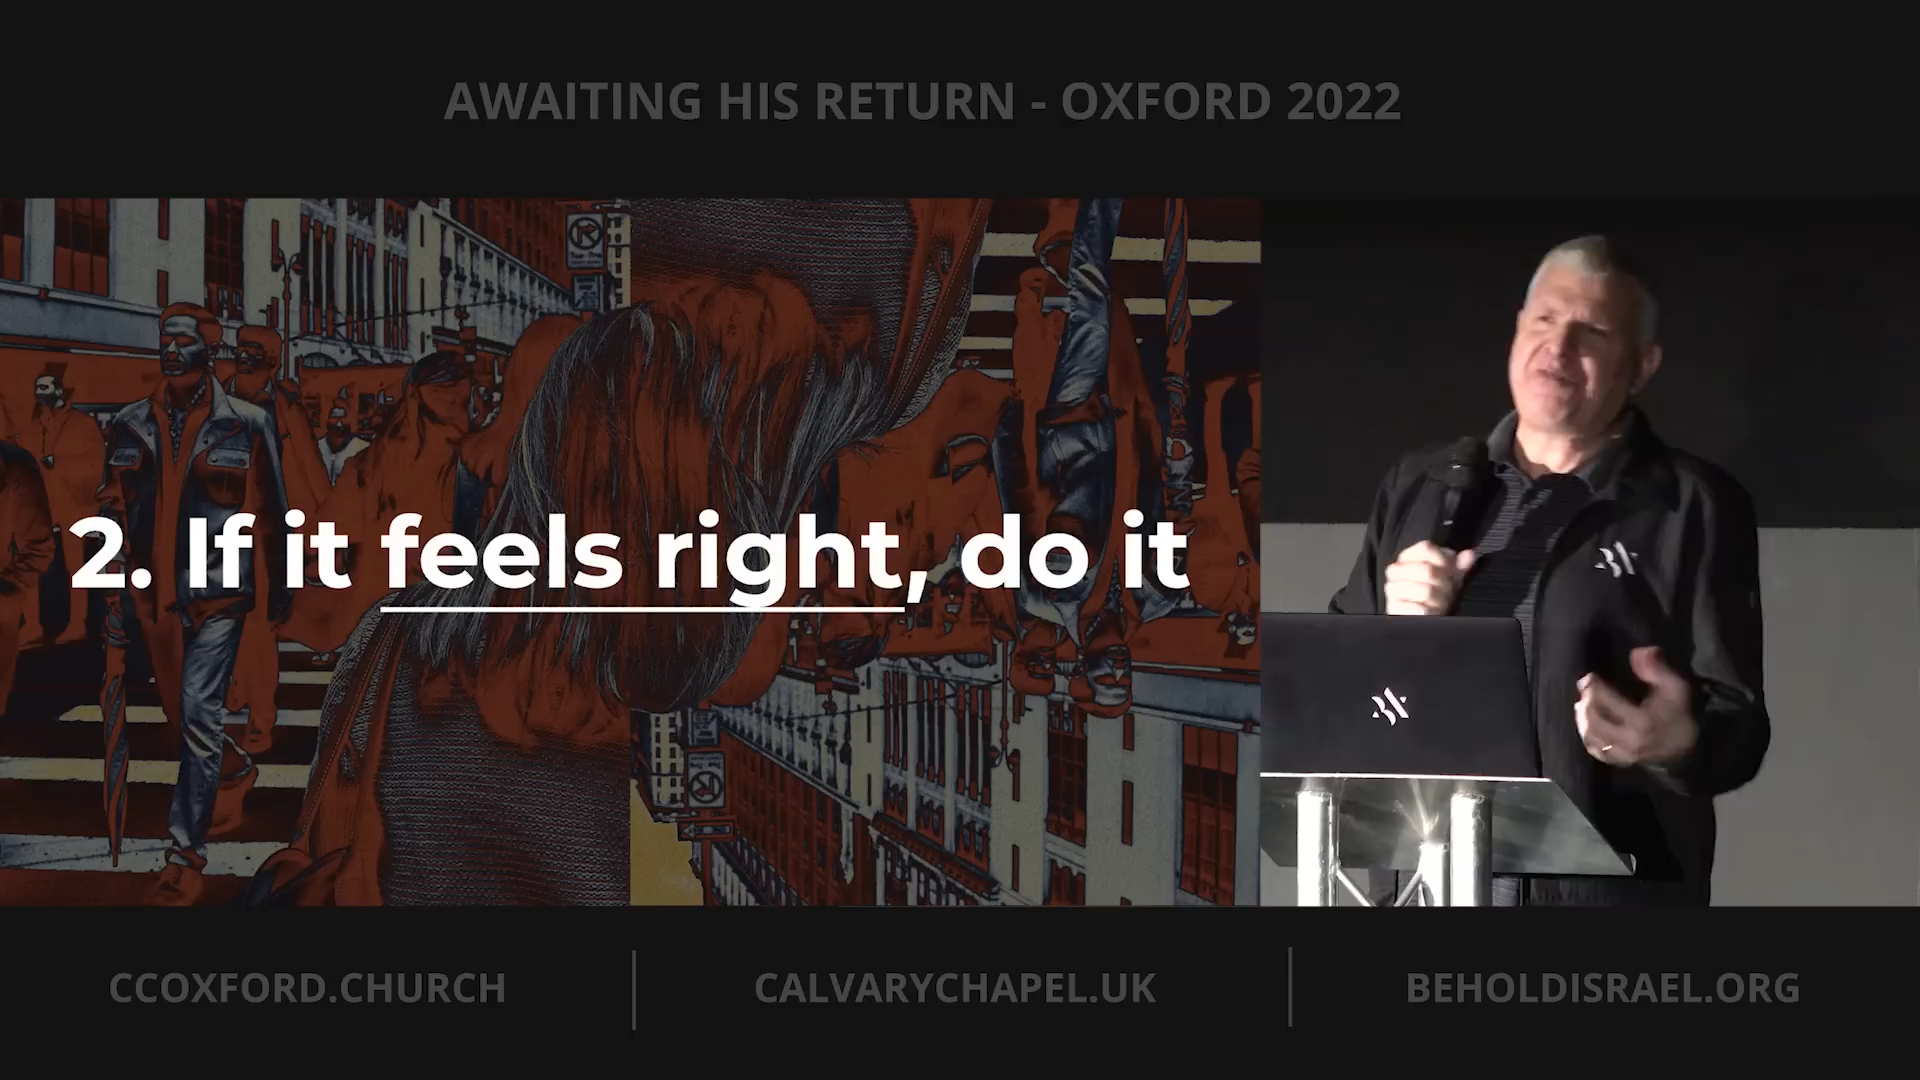 AWAITING HIS RETURN - OXFORD 2022
2. If it feels right, do it
CCOXFORD.CHURCH
CALVARYCHAPEL.UK
BEHOLDISRAEL.ORG